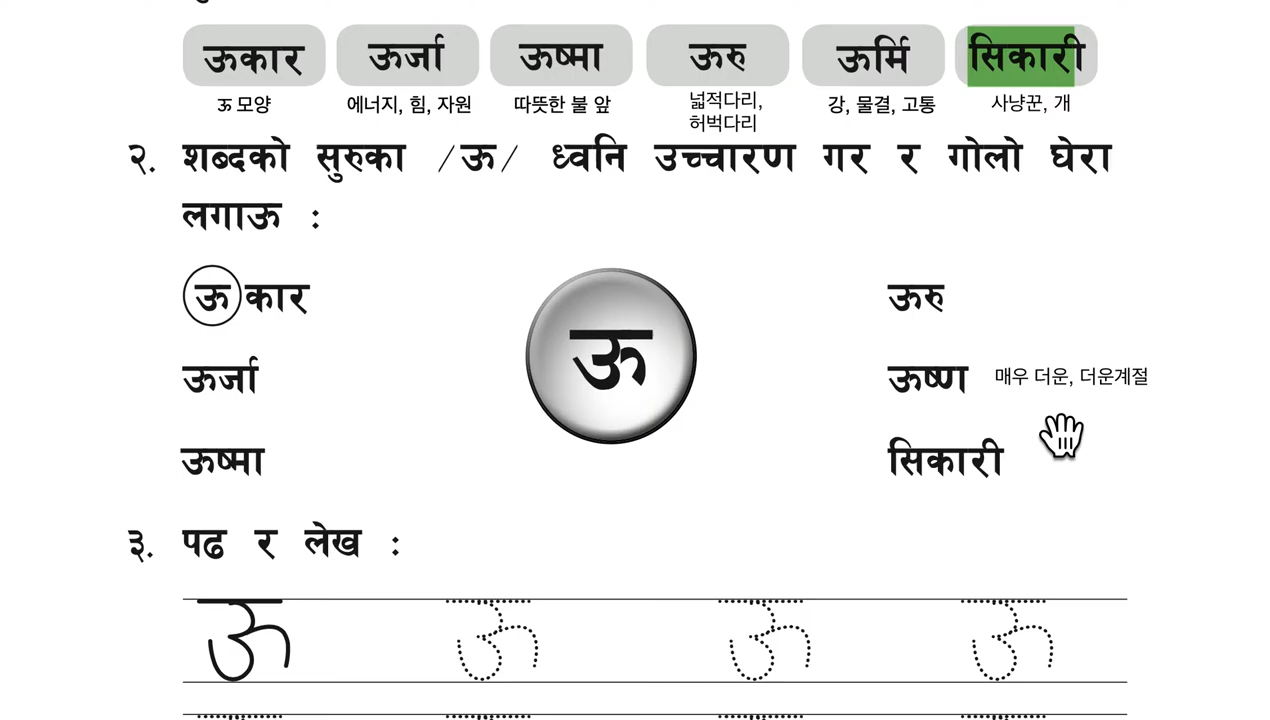 ऊकार ऊर्जा ऊष्मा ऊरु ऊर्मि सिकारी
ऊ 모양 에너지, 힘, 자원 따뜻한 불 앞 넓적다리, 강, 물결, 고통 사냥꾼, 개
허벅다리
२. शब्दको सुरुका /ऊ/ ध्वनि उच्चारण गर र गोलो घेरा
लगाऊ :
ऊकार ऊरु
ऊ
ऊर्जा ऊष्ण 매우 더운, 더운계절
ऊष्मा सिकारी
३. पढ र लेख :
ऊ ऊ ऊ ऊ